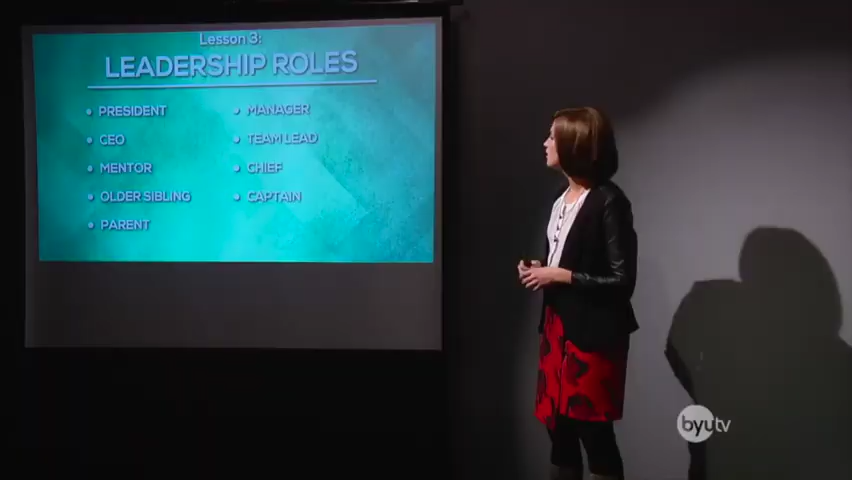 Lesson 3:
LEADERSHIP ROLES
• PRESIDENT
• CEO
• MENTOR
• OLDER SIBLING
• PARENT
• MANAGER
• TEAM LEAD
• CHIEF
• CAPTAIN
byutv